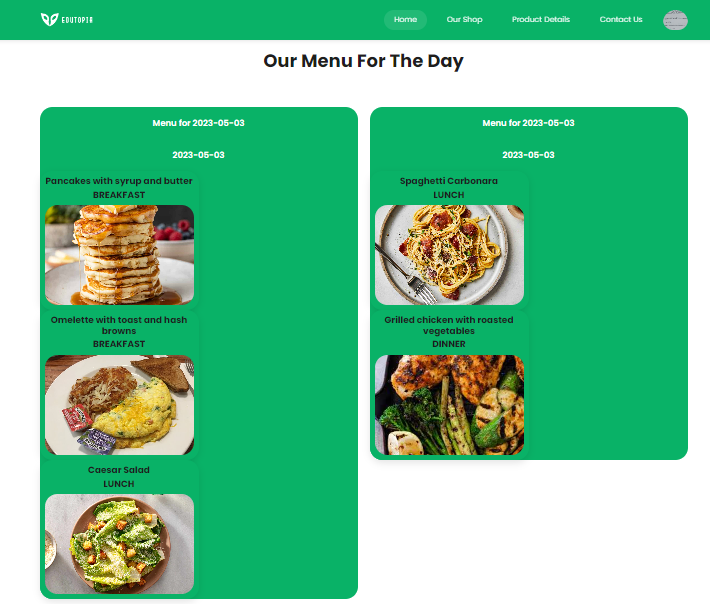 EDUTOPIA
Home
Our Shop
Product Details
Contact Us
Our Menu For The Day
Menu for 2023-05-03
2023-05-03
Pancakes with syrup and butter
BREAKFAST
Omelette with toast and hash
browns
BREAKFAST
Caesar Salad
LUNCH
Menu for 2023-05-03
2023-05-03
Spaghetti Carbonara
LUNCH
Grilled chicken with roasted
vegetables
DINNER